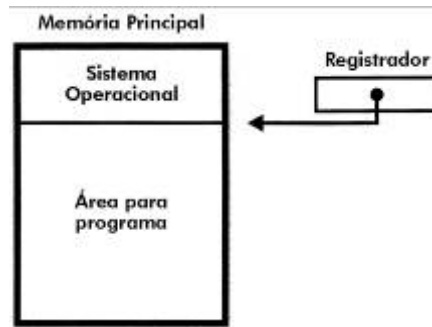 Memória Principal
Sistema
Operacional
Registrador
Área para
programa